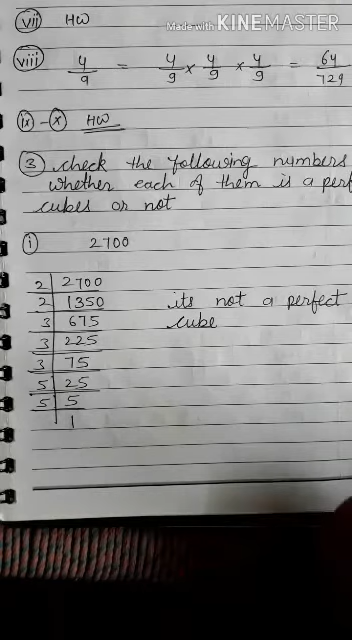 vii HW
Made with KINEMASTER
viii 4/9 = 4/9 × 4/9 × 4/9 = 64/729
ix - x HW
3 check the following numbers
whether each of them is a perf
cubes or not
i 2700
2 | 2700
2 | 1350 its not a perfect
3 | 675 cube
3 | 225
3 | 75
5 | 25
5 | 5
1